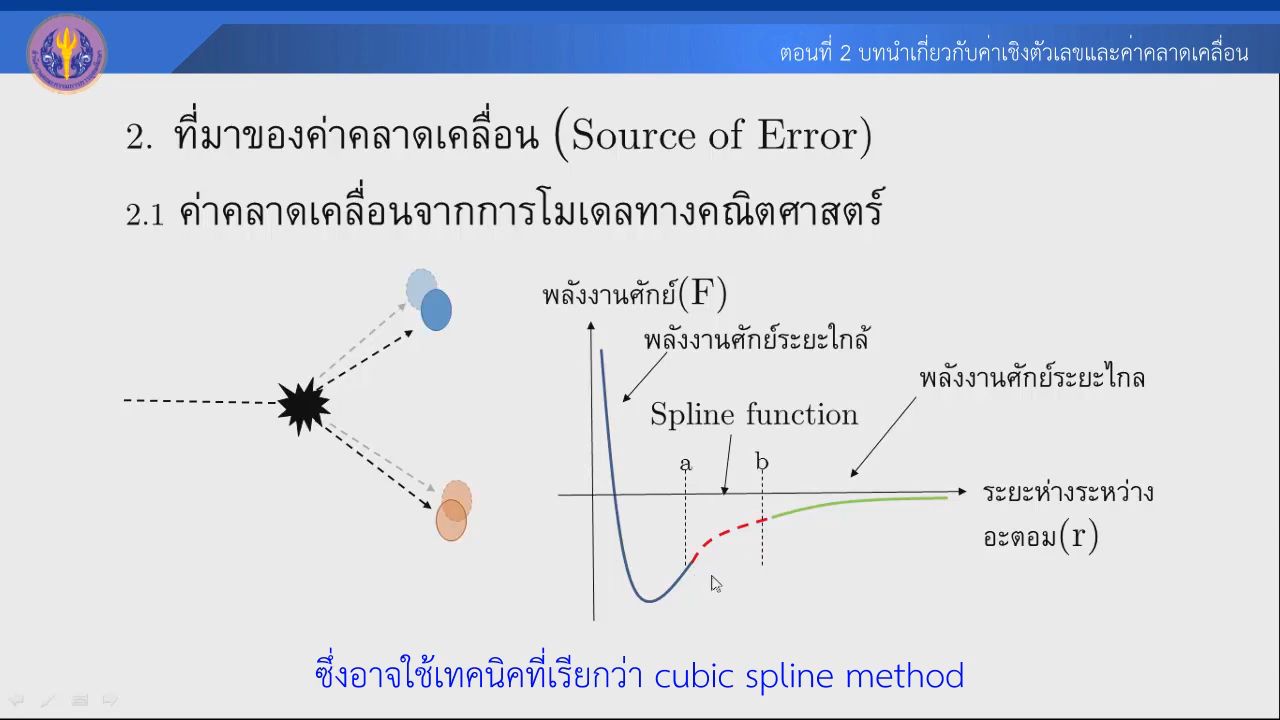 ตอนที่ 2 บทนำเกี่ยวกับค่าเชิงตัวเลขและค่าคลาดเคลื่อน
2. ที่มาของค่าคลาดเคลื่อน (Source of Error)
2.1 ค่าคลาดเคลื่อนจากการโมเดลทางคณิตศาสตร์
พลังงานศักย์(F)
พลังงานศักย์ระยะใกล้
พลังงานศักย์ระยะไกล
Spline function
a
b
ระยะห่างระหว่าง
อะตอม(r)
ซึ่งอาจใช้เทคนิคที่เรียกว่า cubic spline method